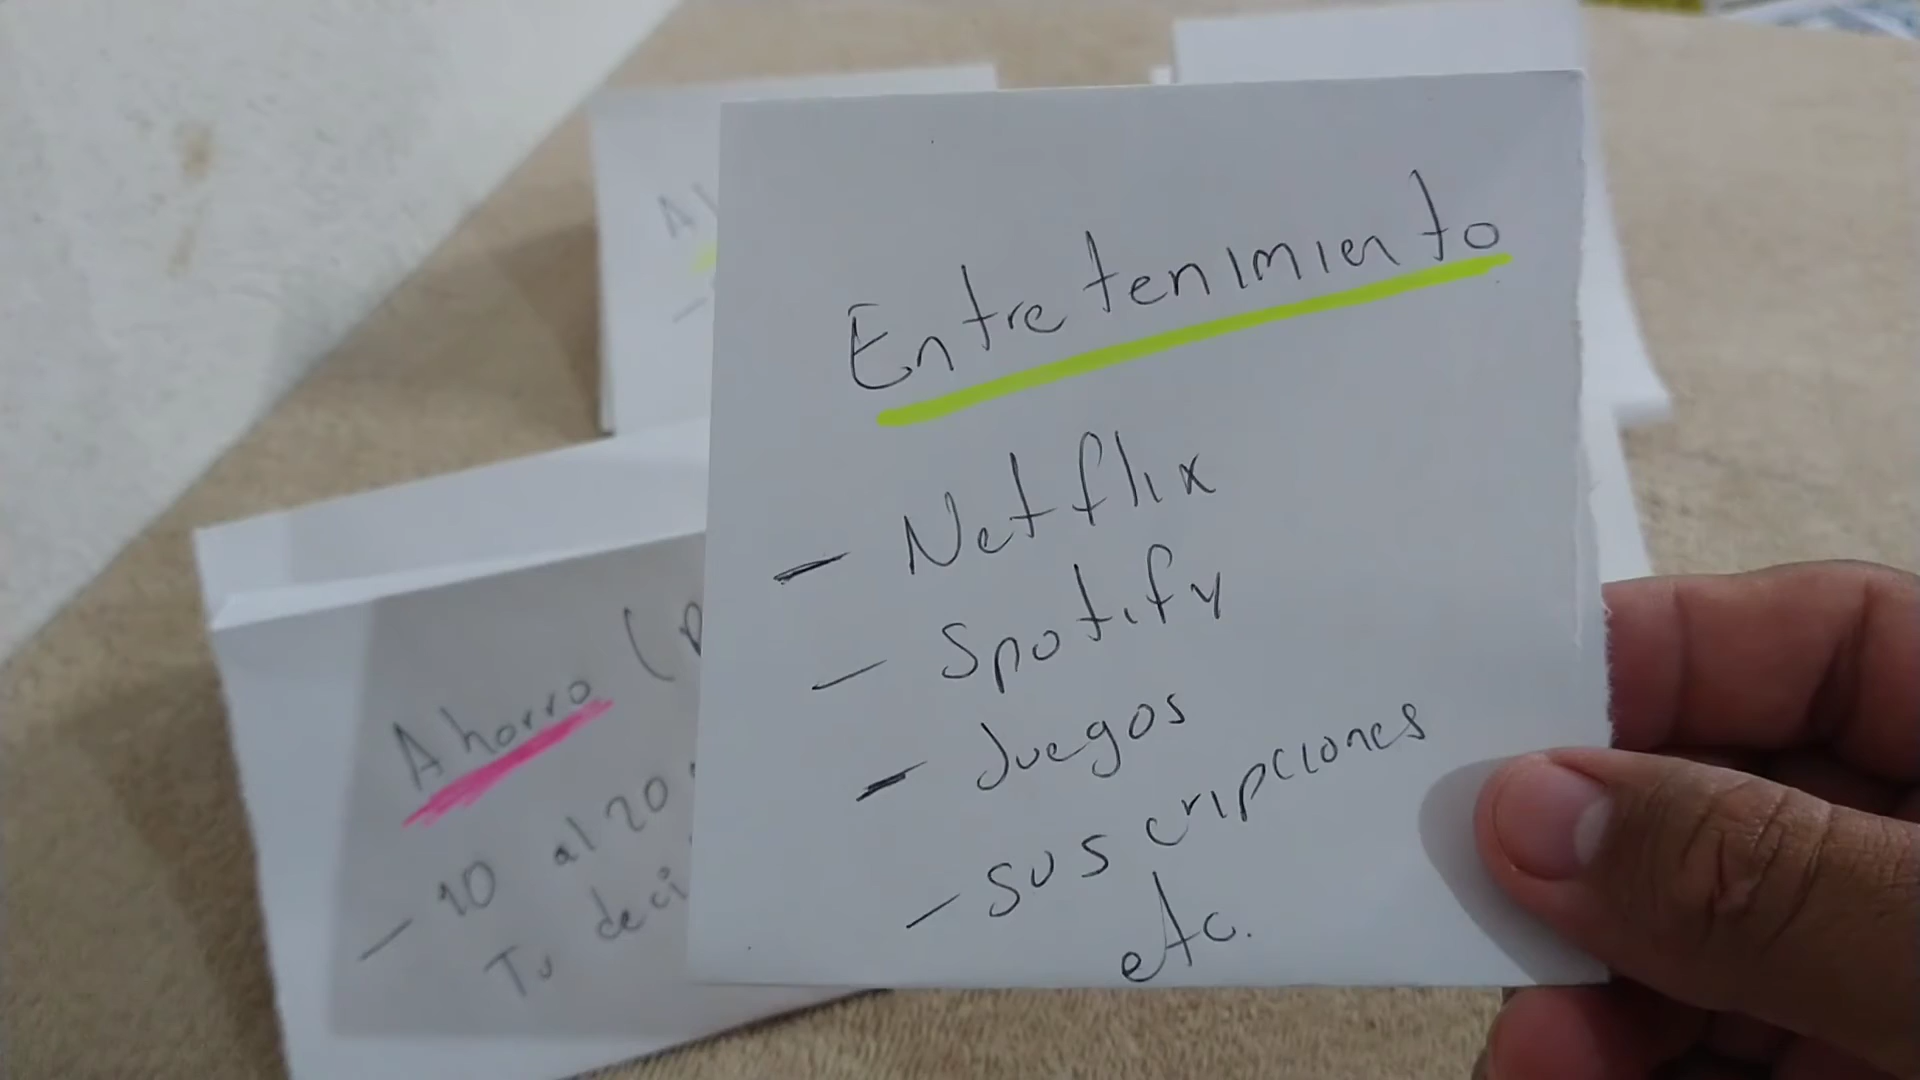 Entretenimiento
- Netflix
- Spotify
- Juegos
- suscripciones
etc.
Ahorro (
- 10 al 20
Tu deci